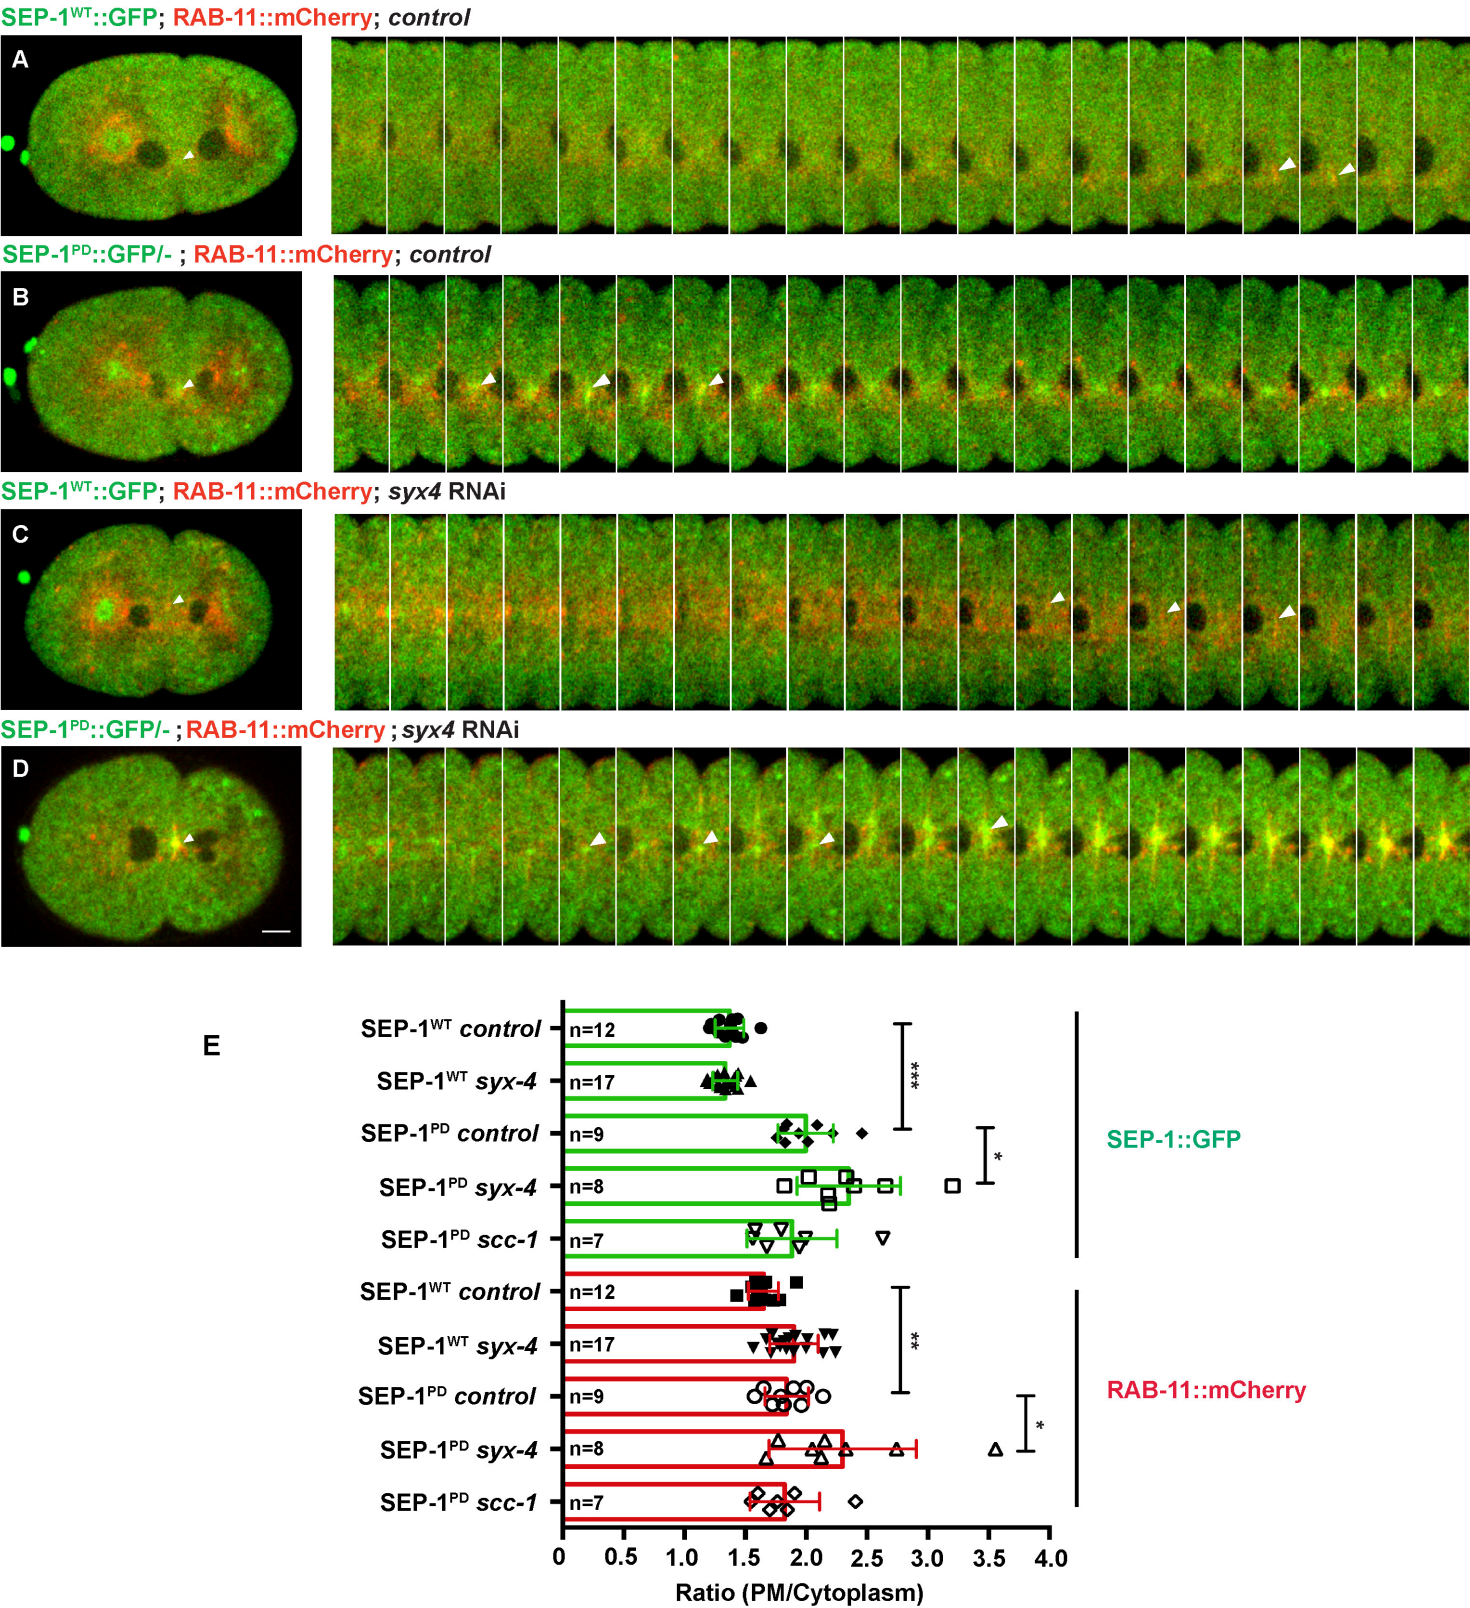 SEP-1WT::GFP; RAB-11::mCherry; control
A
SEP-1PD::GFP/- ; RAB-11::mCherry; control
B
SEP-1WT::GFP; RAB-11::mCherry; syx4 RNAi
C
SEP-1PD::GFP/- ; RAB-11::mCherry ; syx4 RNAi
D
E
SEP-1WT control n=12
SEP-1WT syx-4 n=17
***
SEP-1PD control n=9
SEP-1::GFP
*
SEP-1PD syx-4 n=8
SEP-1PD scc-1 n=7
SEP-1WT control n=12
SEP-1WT syx-4 n=17
**
SEP-1PD control n=9
RAB-11::mCherry
*
SEP-1PD syx-4 n=8
SEP-1PD scc-1 n=7
0 0.5 1.0 1.5 2.0 2.5 3.0 3.5 4.0
Ratio (PM/Cytoplasm)